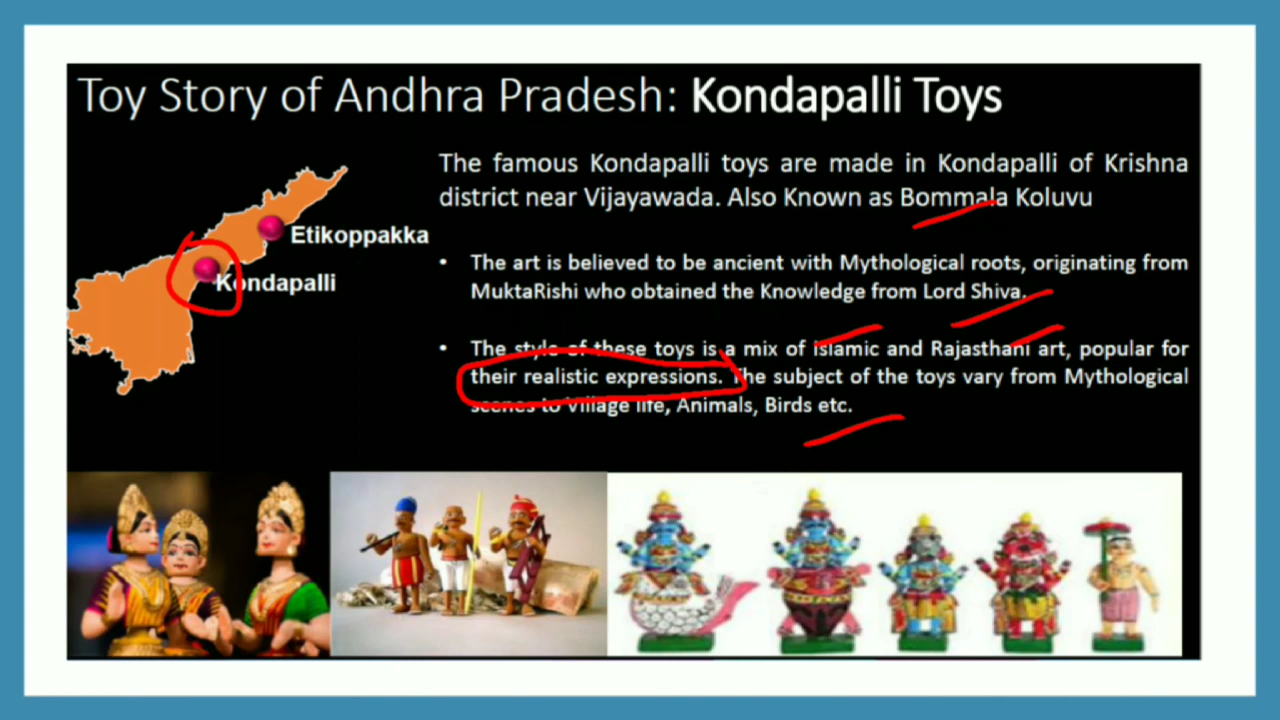 Toy Story of Andhra Pradesh: Kondapalli Toys
The famous Kondapalli toys are made in Kondapalli of Krishna
district near Vijayawada. Also Known as Bommala Koluvu
Etikoppakka
Kondapalli
• The art is believed to be ancient with Mythological roots, originating from
MuktaRishi who obtained the Knowledge from Lord Shiva.
• The style of these toys is a mix of Islamic and Rajasthani art, popular for
their realistic expressions. The subject of the toys vary from Mythological
scenes to Village life, Animals, Birds etc.